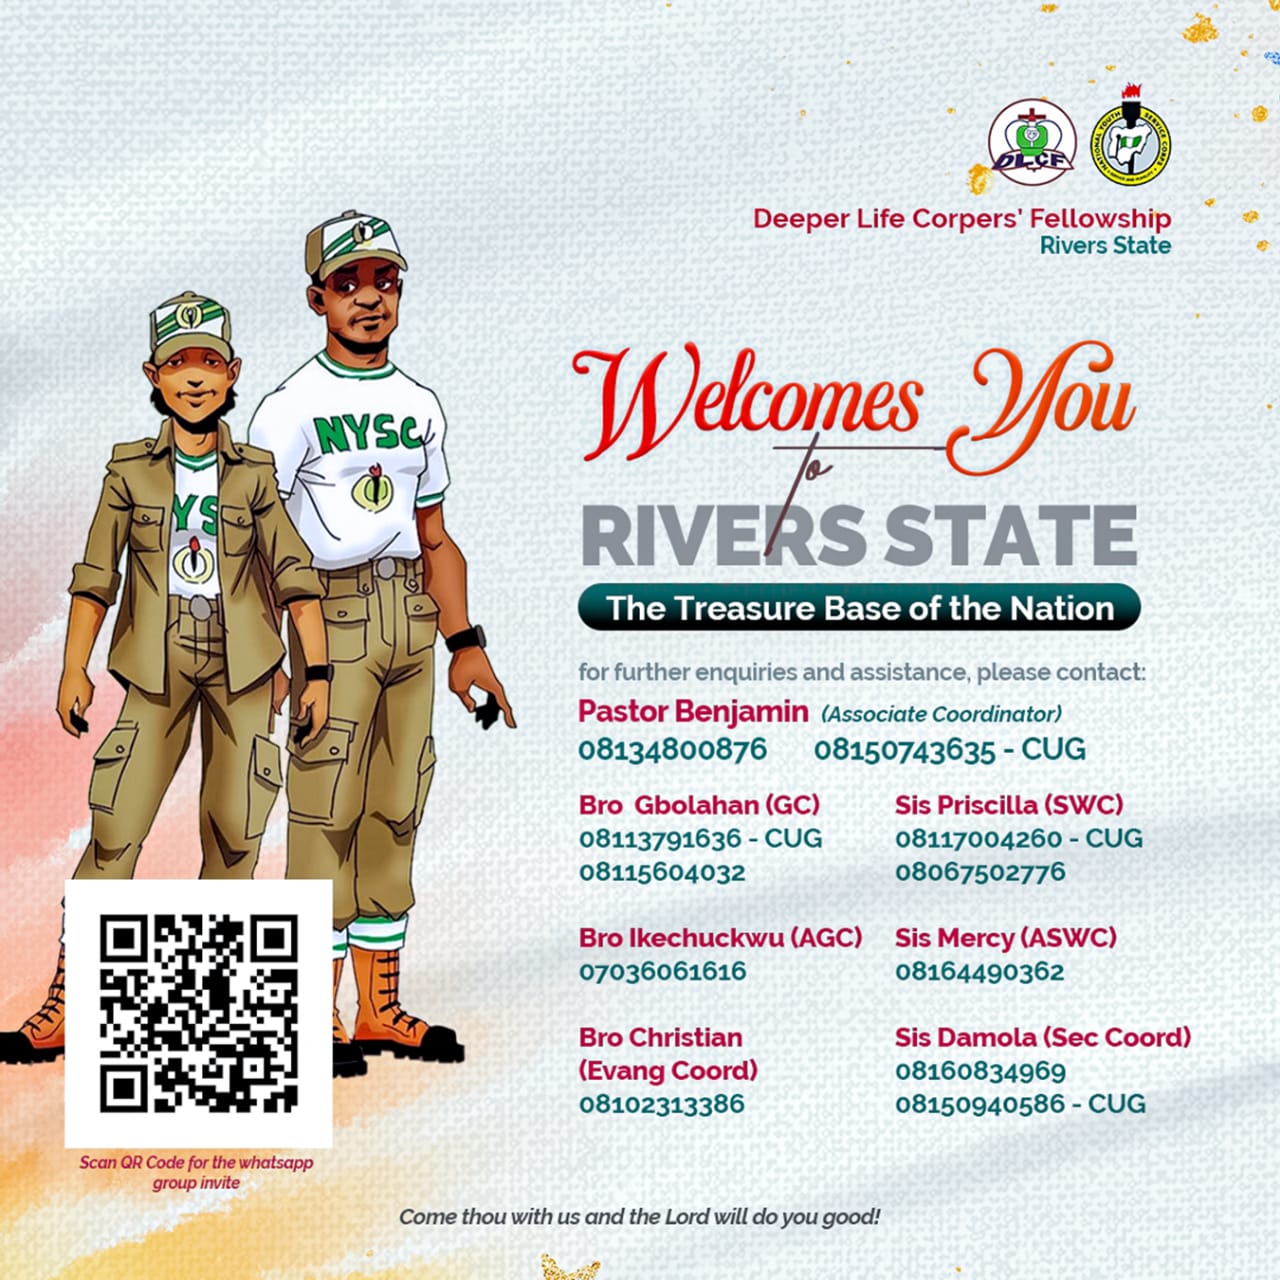 DLCF
NATIONAL YOUTH SERVICE CORPS
Deeper Life Corpers' Fellowship
Rivers State
Welcomes You
to
RIVERS STATE
The Treasure Base of the Nation
NYSC
YS
for further enquiries and assistance, please contact:
Pastor Benjamin (Associate Coordinator)
08134800876 08150743635 - CUG
Bro Gbolahan (GC)
08113791636 - CUG
08115604032
Sis Priscilla (SWC)
08117004260 - CUG
08067502776
Bro Ikechuckwu (AGC)
07036061616
Sis Mercy (ASWC)
08164490362
Bro Christian
(Evang Coord)
08102313386
Sis Damola (Sec Coord)
08160834969
08150940586 - CUG
Scan QR Code for the whatsapp
group invite
Come thou with us and the Lord will do you good!